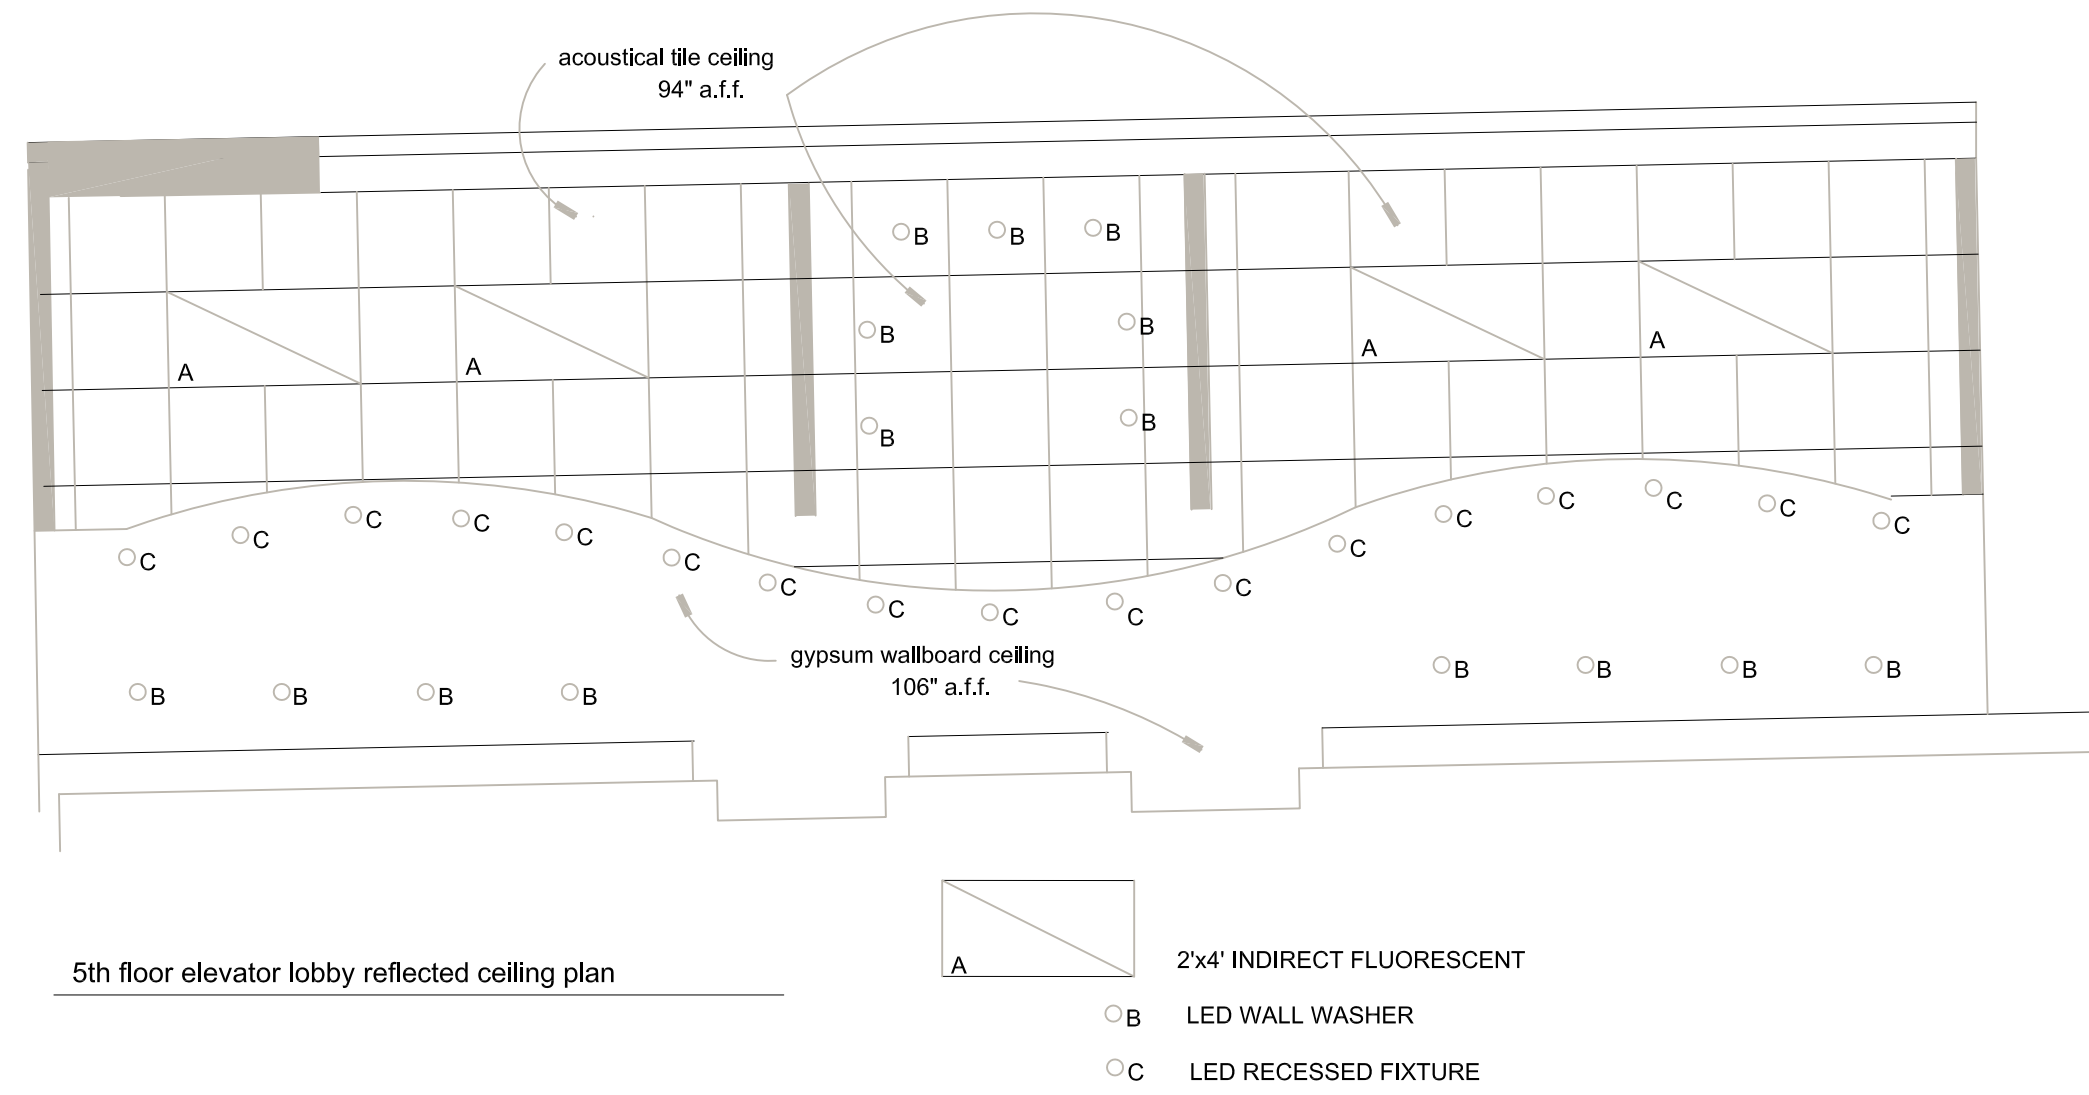 acoustical tile ceiling
94" a.f.f.
B B B
B B
A A A A
B B
C C C C C C C C C C C C C C C C
gypsum wallboard ceiling
106" a.f.f.
B B B B B B B B
A
2'x4' INDIRECT FLUORESCENT
5th floor elevator lobby reflected ceiling plan
B LED WALL WASHER
C LED RECESSED FIXTURE